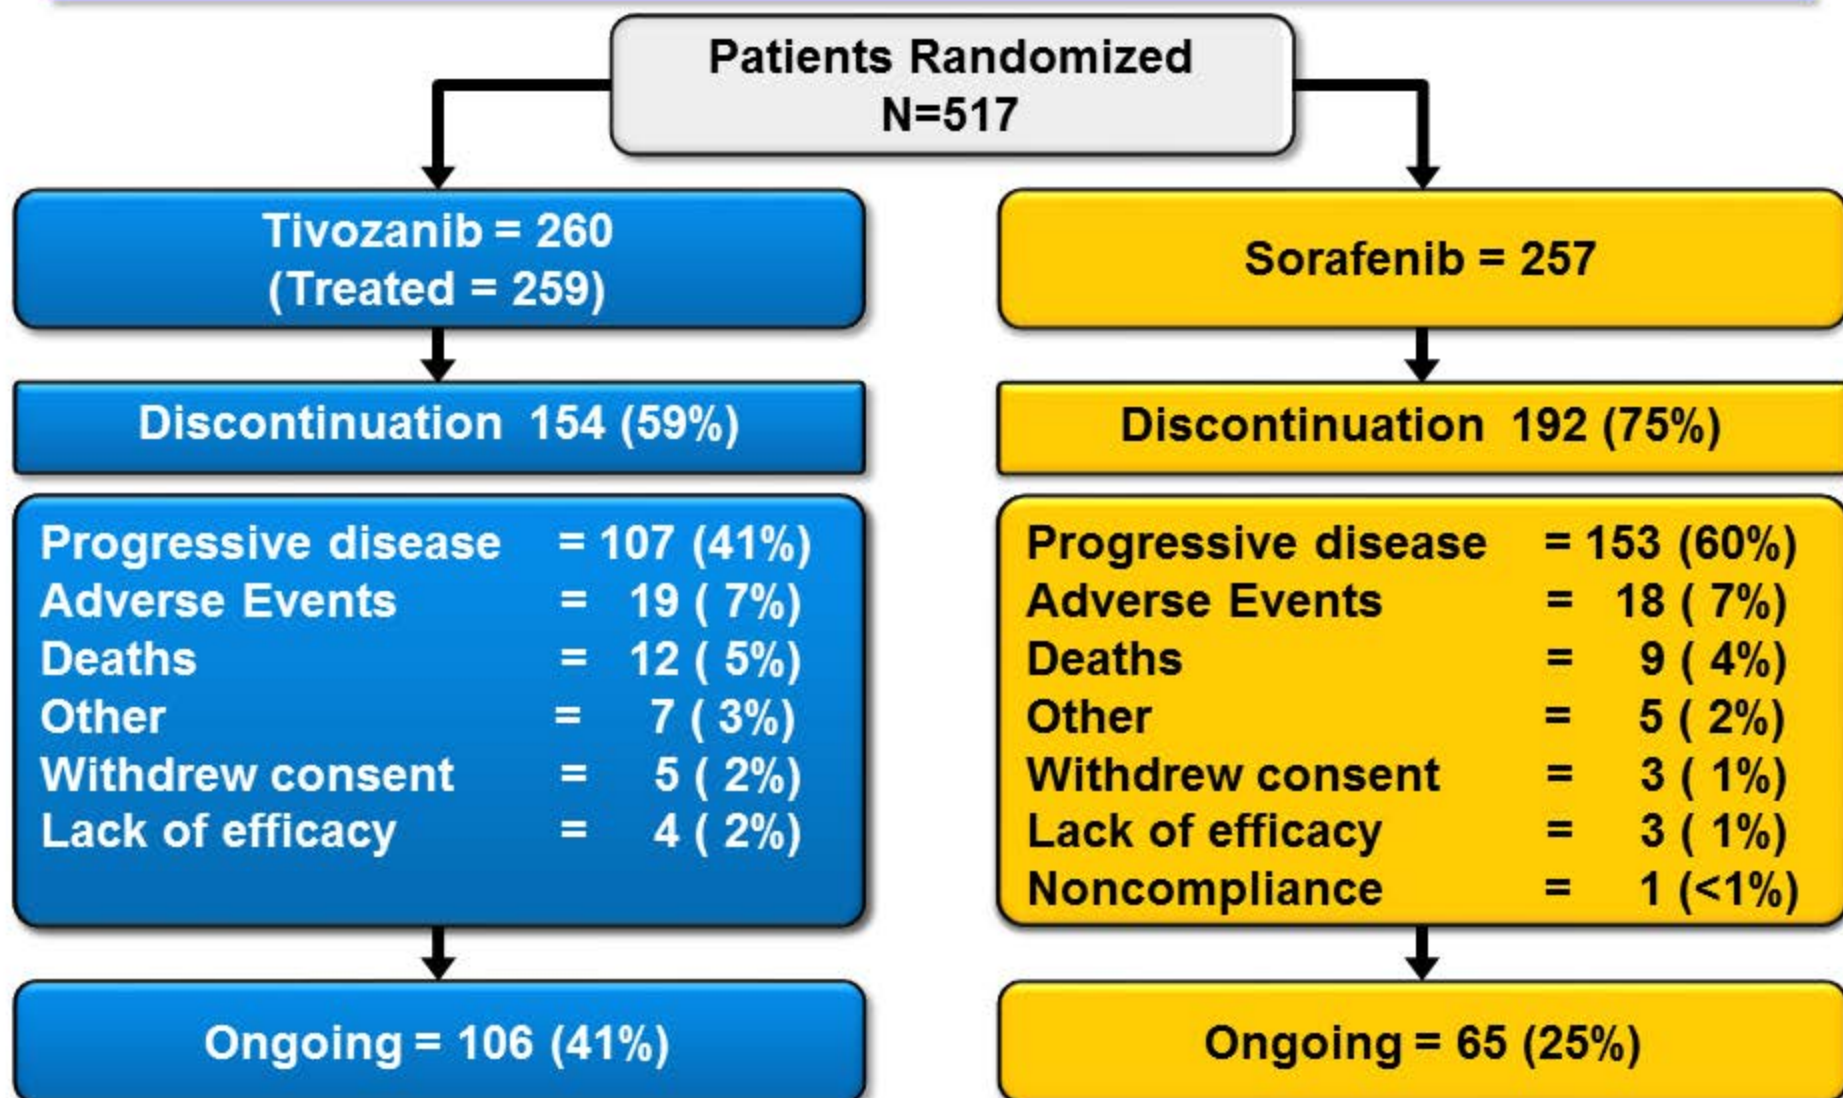 Patients Randomized
N=517
Tivozanib = 260
(Treated = 259)
Discontinuation 154 (59%)
Progressive disease = 107 (41%)
Adverse Events = 19 ( 7%)
Deaths = 12 ( 5%)
Other = 7 ( 3%)
Withdrew consent = 5 ( 2%)
Lack of efficacy = 4 ( 2%)
Ongoing = 106 (41%)
Sorafenib = 257
Discontinuation 192 (75%)
Progressive disease = 153 (60%)
Adverse Events = 18 ( 7%)
Deaths = 9 ( 4%)
Other = 5 ( 2%)
Withdrew consent = 3 ( 1%)
Lack of efficacy = 3 ( 1%)
Noncompliance = 1 (<1%)
Ongoing = 65 (25%)